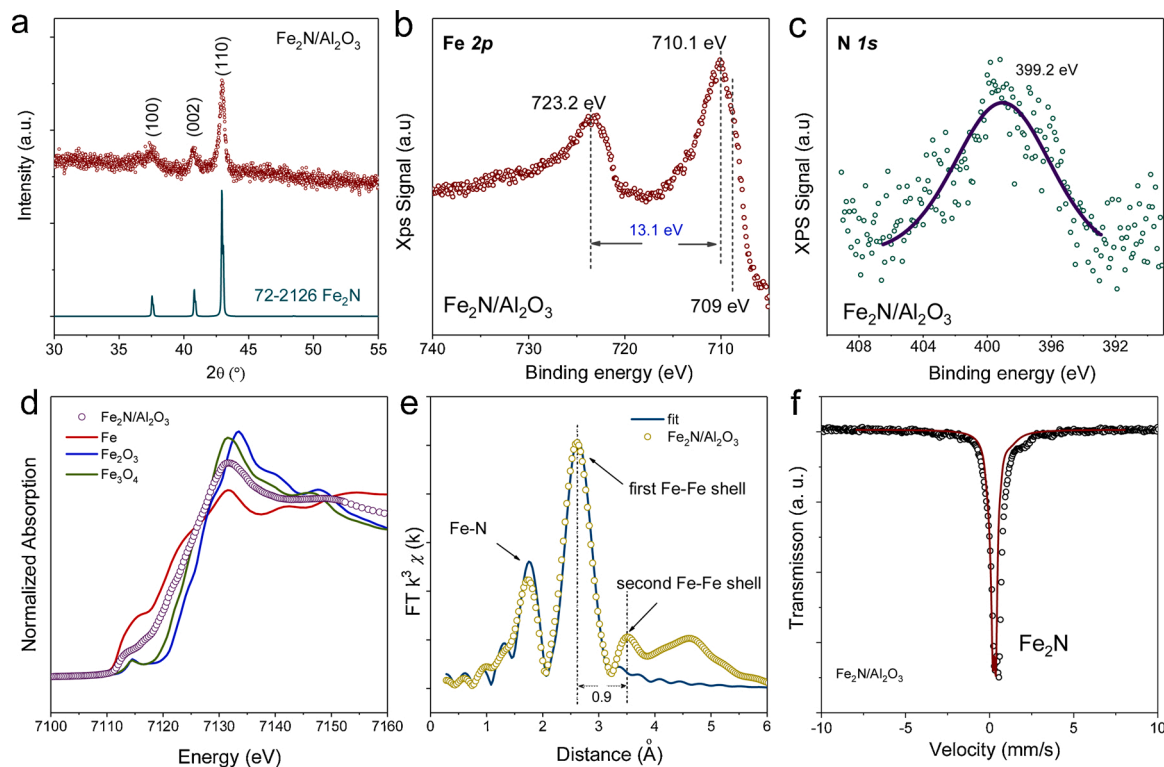 a
Fe₂N/Al₂O₃
(100)
(002)
(110)
Intensity (a.u.)
72-2126 Fe₂N
30 35 40 45 50 55
2θ (°)
b
Fe 2p
710.1 eV
723.2 eV
13.1 eV
709 eV
Fe₂N/Al₂O₃
Xps Signal (a.u)
740 730 720 710
Binding energy (eV)
c
N 1s
399.2 eV
XPS Signal (a.u)
Fe₂N/Al₂O₃
408 404 400 396 392
Binding energy (eV)
d
Fe₂N/Al₂O₃
Fe
Fe₂O₃
Fe₃O₄
Normalized Absorption
7100 7110 7120 7130 7140 7150 7160
Energy (eV)
e
fit
Fe₂N/Al₂O₃
first Fe-Fe shell
Fe-N
second Fe-Fe shell
0.9
FT k³ χ (k)
0 1 2 3 4 5 6
Distance (Å)
f
Transmisson (a. u.)
Fe₂N
Fe₂N/Al₂O₃
-10 -5 0 5 10
Velocity (mm/s)